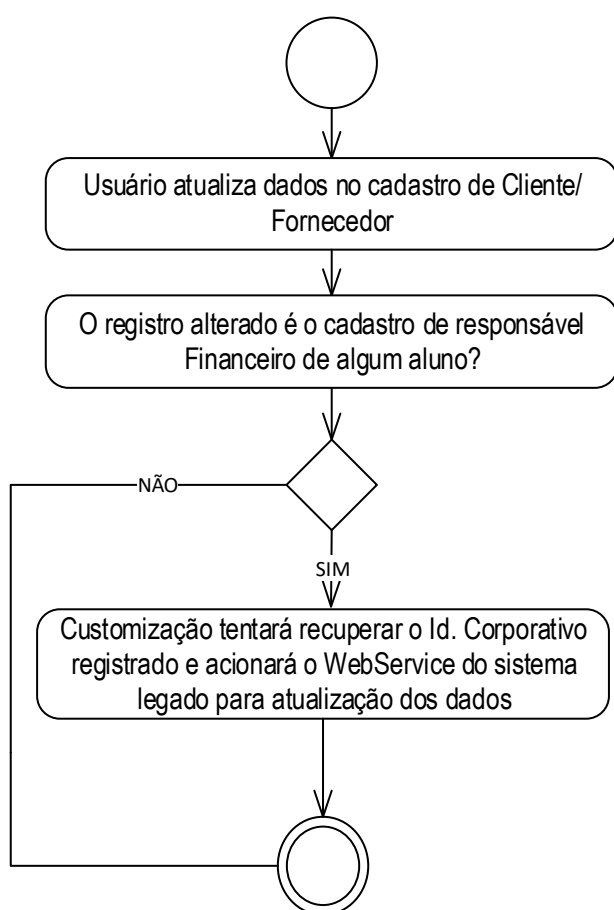 Usuário atualiza dados no cadastro de Cliente/
Fornecedor
O registro alterado é o cadastro de responsável
Financeiro de algum aluno?
NÃO
SIM
Customização tentará recuperar o Id. Corporativo
registrado e acionará o WebService do sistema
legado para atualização dos dados